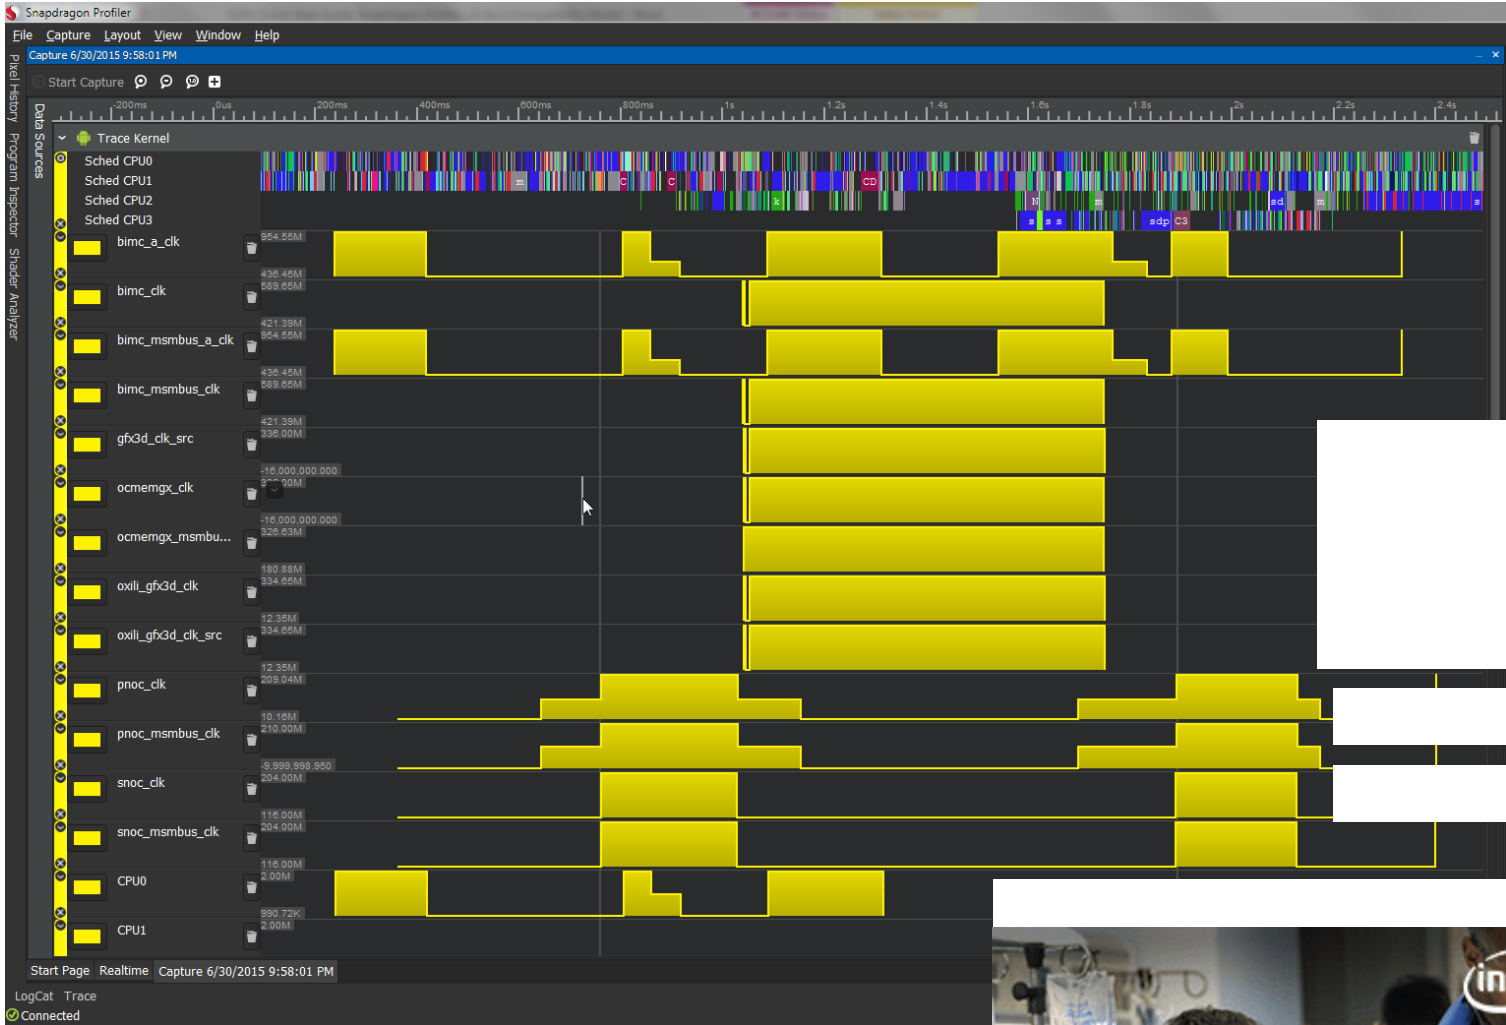 Snapdragon Profiler
File Capture Layout View Window Help
Capture 6/30/2015 9:58:01 PM
Start Capture
Pixel History
Program Inspector
Shader Analyzer
Data Sources
-200ms 0us 200ms 400ms 600ms 800ms 1s 1.2s 1.4s 1.6s 1.8s 2s 2.2s 2.4s
Trace Kernel
Sched CPU0
Sched CPU1 m C C CD
Sched CPU2 k N m sd m s
Sched CPU3 s s s sdp C3
bimc_a_clk 954.55M
436.45M
bimc_clk 589.65M
421.39M
bimc_msmbus_a_clk 954.55M
436.45M
bimc_msmbus_clk 589.65M
421.39M
gfx3d_clk_src 336.00M
-16,000,000.000
ocmemgx_clk
-16,000,000.000
ocmemgx_msmbu... 326.63M
180.88M
oxili_gfx3d_clk 334.65M
12.35M
oxili_gfx3d_clk_src 334.65M
12.35M
pnoc_clk 209.04M
10.16M
pnoc_msmbus_clk 210.00M
-9,999,998.950
snoc_clk 204.00M
116.00M
snoc_msmbus_clk 204.00M
116.00M
CPU0 2.00M
990.72K
CPU1 2.00M
Start Page Realtime Capture 6/30/2015 9:58:01 PM
LogCat Trace
Connected
in